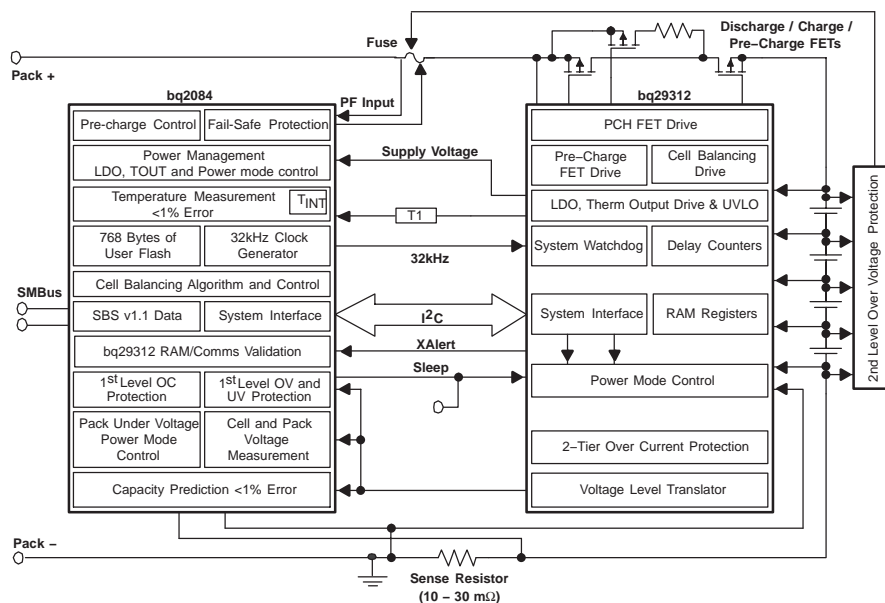 Discharge / Charge /
Pre−Charge FETs
Fuse
Pack +
bq2084
PF Input
bq29312
Pre-charge Control
Fail-Safe Protection
PCH FET Drive
Power Management
LDO, TOUT and Power mode control
Supply Voltage
Pre−Charge
FET Drive
Cell Balancing
Drive
Temperature Measurement
<1% Error
TINT
T1
LDO, Therm Output Drive & UVLO
768 Bytes of
User Flash
32kHz Clock
Generator
32kHz
System Watchdog
Delay Counters
2nd Level Over Voltage Protection
Cell Balancing Algorithm and Control
SMBus
SBS v1.1 Data
System Interface
I2C
System Interface
RAM Registers
bq29312 RAM/Comms Validation
XAlert
Sleep
1st Level OC
Protection
1st Level OV and
UV Protection
Power Mode Control
Pack Under Voltage
Power Mode
Control
Cell and Pack
Voltage
Measurement
2−Tier Over Current Protection
Capacity Prediction <1% Error
Voltage Level Translator
Pack −
Sense Resistor
(10 – 30 mΩ)